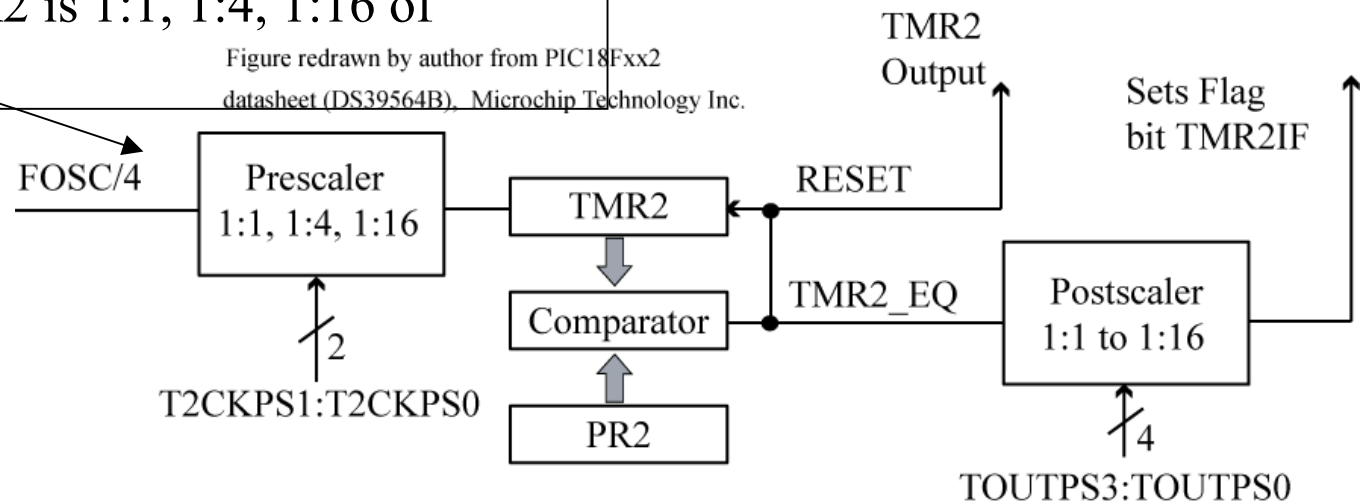 2 is 1:1, 1:4, 1:16 of
Figure redrawn by author from PIC18Fxx2
datasheet (DS39564B), Microchip Technology Inc.
TMR2
Output
Sets Flag
bit TMR2IF
FOSC/4
Prescaler
1:1, 1:4, 1:16
TMR2
RESET
Comparator
TMR2_EQ
Postscaler
1:1 to 1:16
2
T2CKPS1:T2CKPS0
PR2
4
TOUTPS3:TOUTPS0